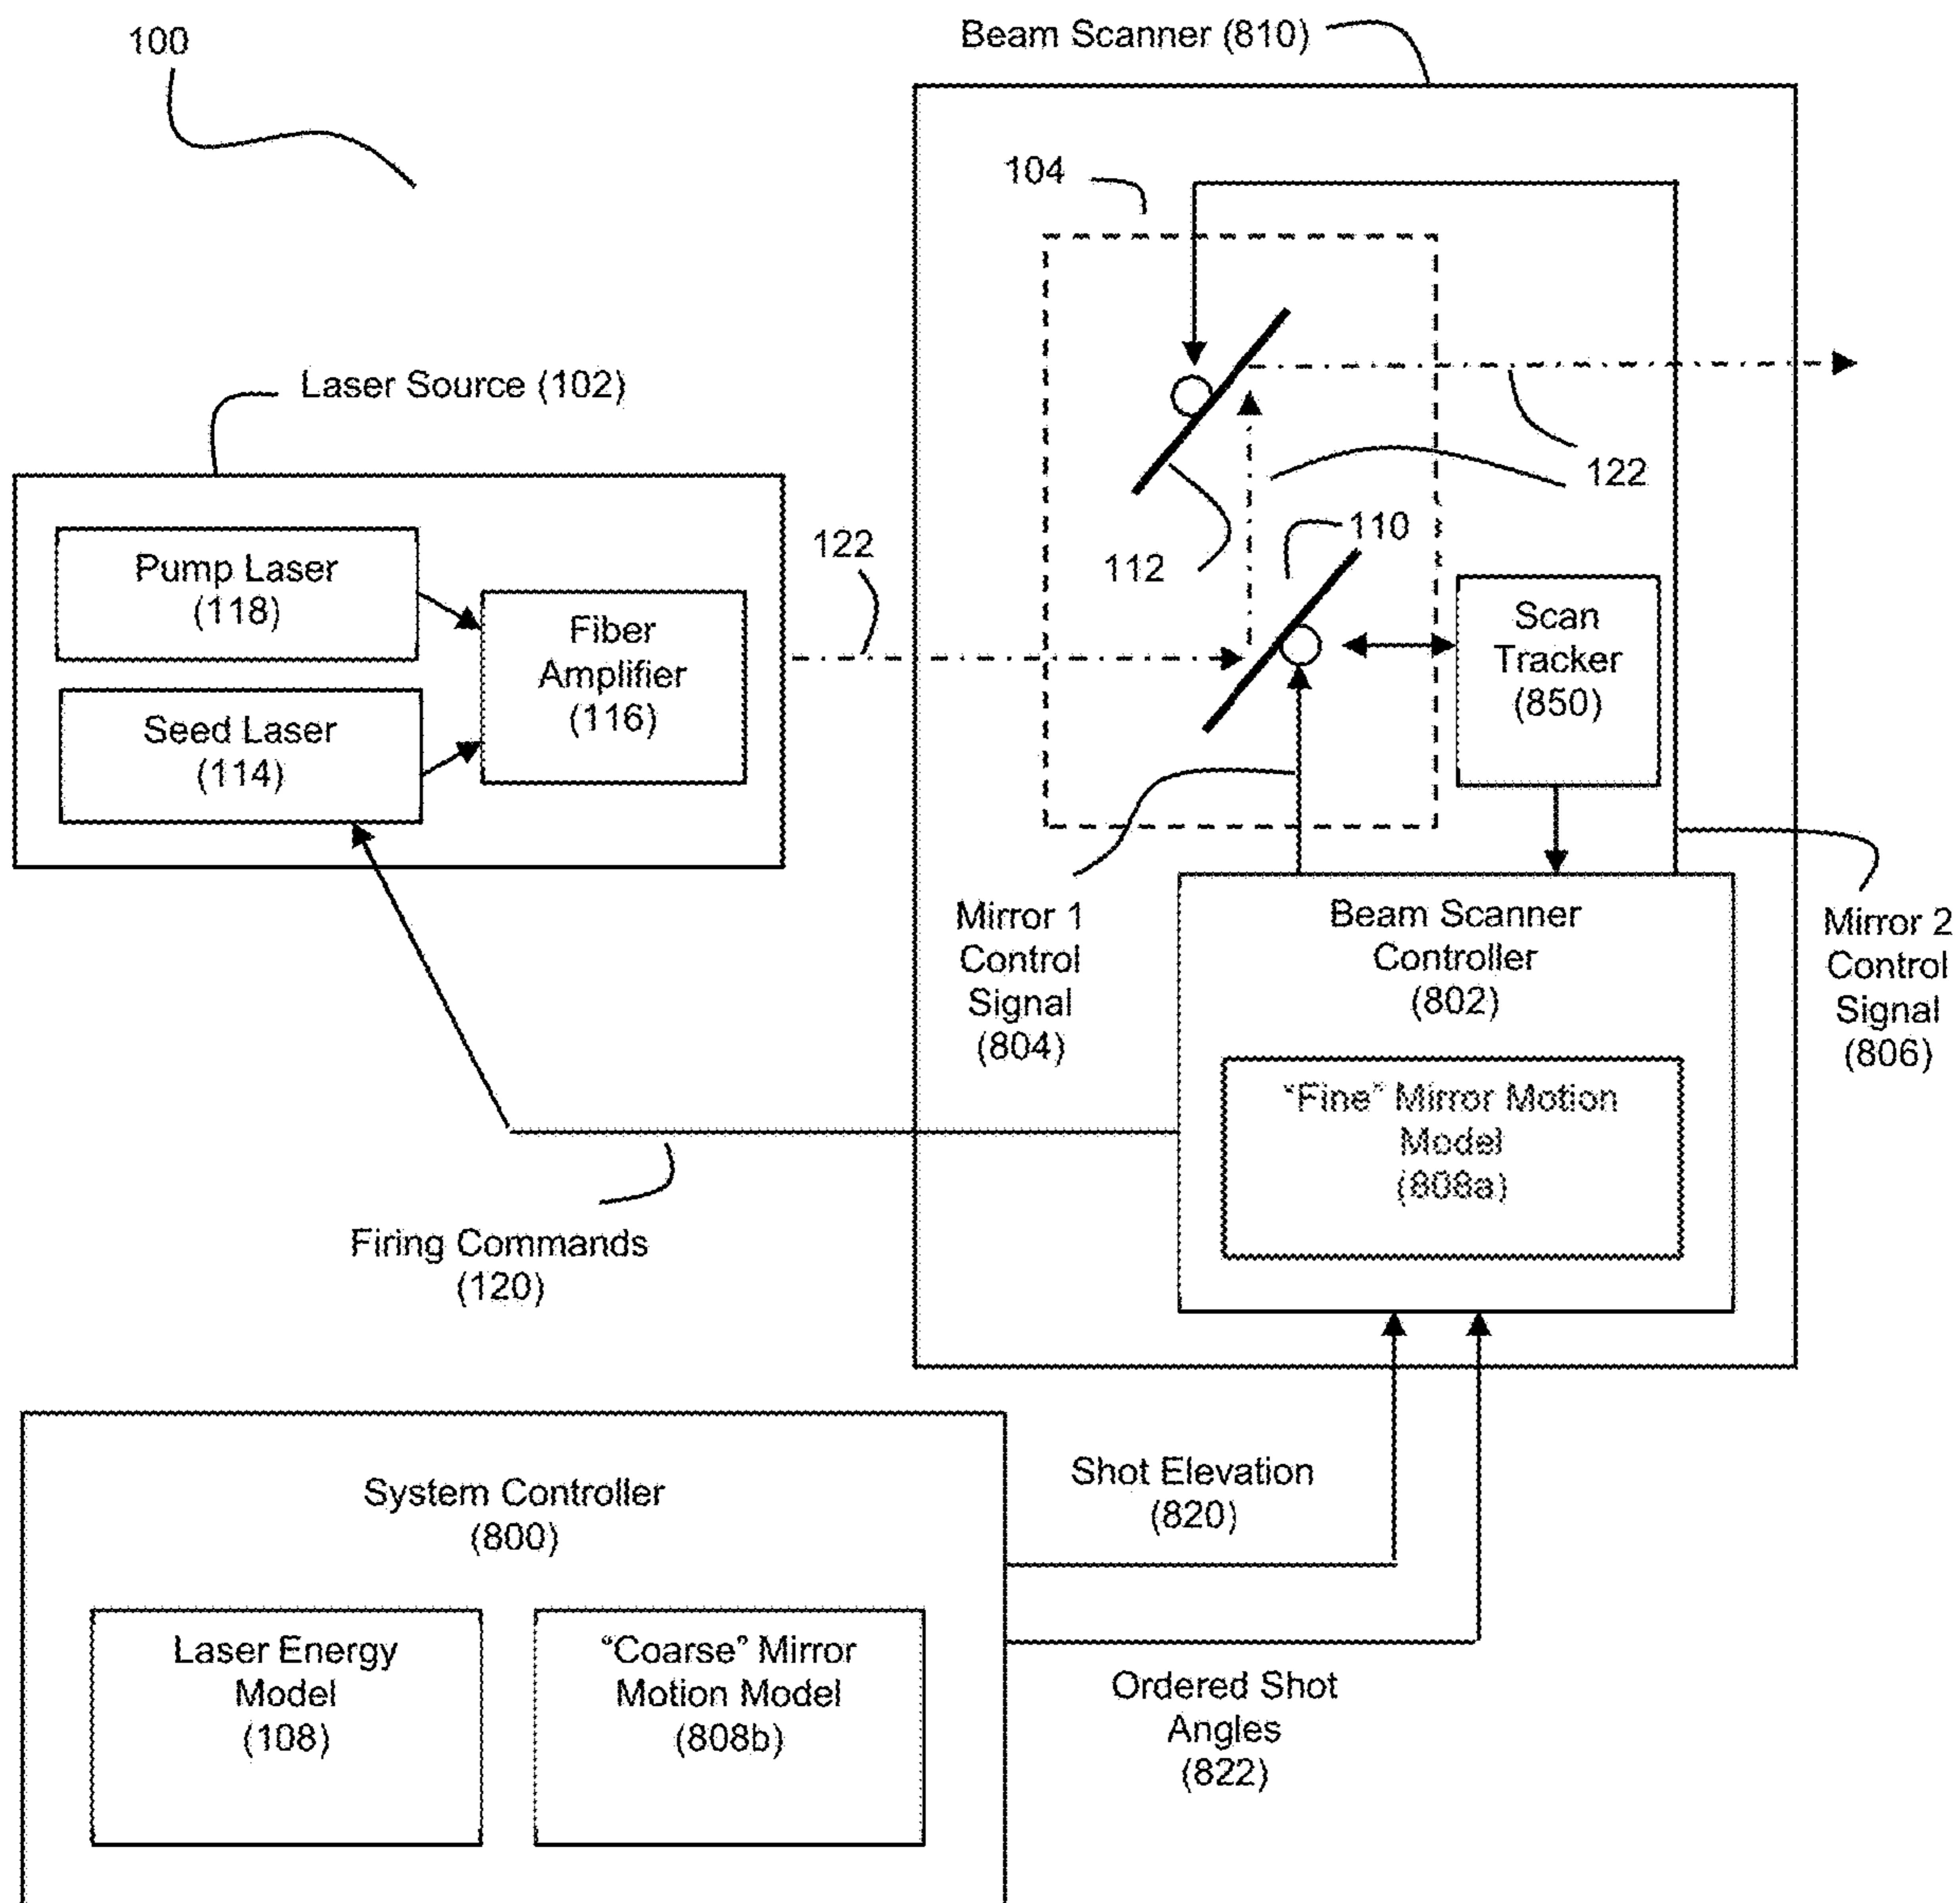 100
Beam Scanner (810)
104
Laser Source (102)
Pump Laser
(118)
Seed Laser
(114)
Fiber
Amplifier
(116)
122
112
110
122
Scan
Tracker
(850)
Mirror 1
Control
Signal
(804)
Beam Scanner
Controller
(802)
"Fine" Mirror Motion
Model
(808a)
Mirror 2
Control
Signal
(806)
Firing Commands
(120)
System Controller
(800)
Laser Energy
Model
(108)
"Coarse" Mirror
Motion Model
(808b)
Shot Elevation
(820)
Ordered Shot
Angles
(822)